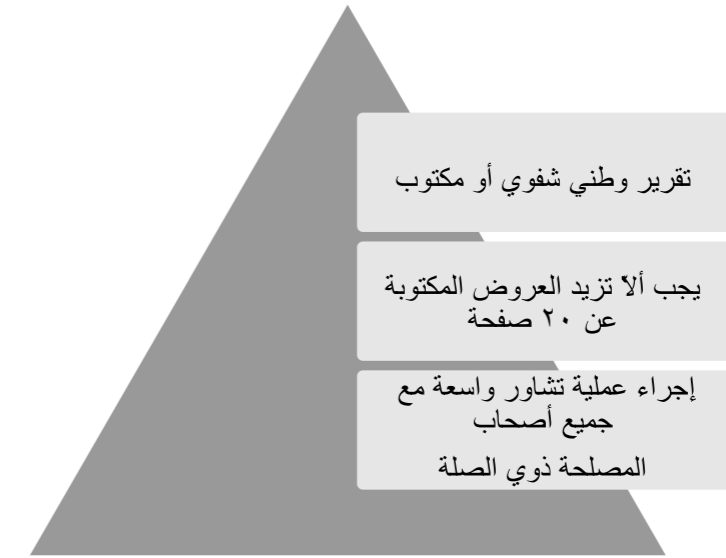 تقرير وطني شفوي أو مكتوب
يجب ألاّ تزيد العروض المكتوبة
عن ٢٠ صفحة
إجراء عملية تشاور واسعة مع
جميع أصحاب
المصلحة ذوي الصلة